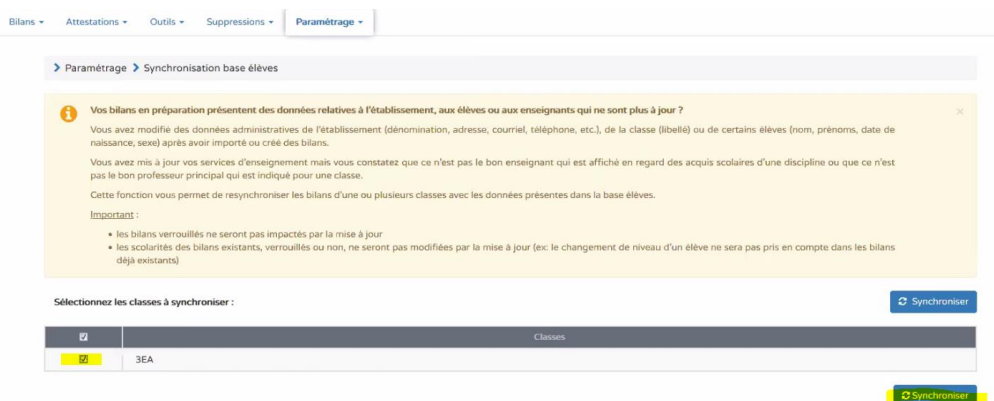 Bilans Attestations Outils Suppressions Paramétrage
Paramétrage Synchronisation base élèves
Vos bilans en préparation présentent des données relatives à l'établissement, aux élèves ou aux enseignants qui ne sont plus à jour ?
Vous avez modifié des données administratives de l'établissement (dénomination, adresse, courriel, téléphone, etc.), de la classe (libellé) ou de certains élèves (nom, prénoms, date de
naissance, sexe) après avoir importé ou créé des bilans.
Vous avez mis à jour vos services d'enseignement mais vous constatez que ce n'est pas le bon enseignant qui est affiché en regard des acquis scolaires d'une discipline ou que ce n'est
pas le bon professeur principal qui est indiqué pour une classe.
Cette fonction vous permet de resynchroniser les bilans d'une ou plusieurs classes avec les données présentes dans la base élèves.
Important :
• les bilans verrouillés ne seront pas impactés par la mise à jour
• les scolarités des bilans existants, verrouillés ou non, ne seront pas modifiées par la mise à jour (ex: le changement de niveau d'un élève ne sera pas pris en compte dans les bilans
déjà existants)
Sélectionnez les classes à synchroniser :
Synchroniser
Classes
3EA
Synchroniser